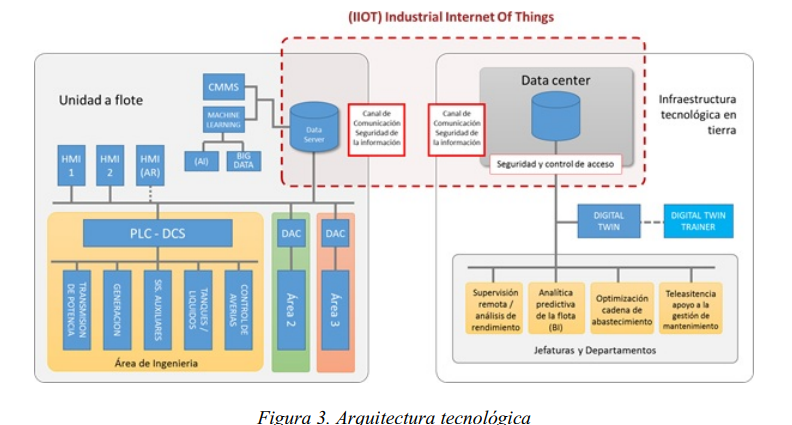 (IIOT) Industrial Internet Of Things
Unidad a flote
CMMS
MACHINE
LEARNING
(AI)
BIG
DATA
Data
Server
Canal de
Comunicación
Seguridad de
la información
HMI
1
HMI
2
HMI
(AR)
PLC - DCS
TRANSMISION
DE POTENCIA
GENERACION
SIS. AUXILIARES
TANQUES /
LIQUIDOS
CONTROL DE
AVERIAS
Área de Ingenieria
DAC
Área 2
DAC
Área 3
Canal de
Comunicación
Seguridad de
la información
Data center
Seguridad y control de acceso
Infraestructura
tecnológica en
tierra
DIGITAL
TWIN
DIGITAL TWIN
TRAINER
Supervisión
remota /
análisis de
rendimiento
Analítica
predictiva
de la flota
(BI)
Optimización
cadena de
abastecimiento
Teleasitencia
apoyo a la
gestión de
mantenimiento
Jefaturas y Departamentos
Figura 3. Arquitectura tecnológica